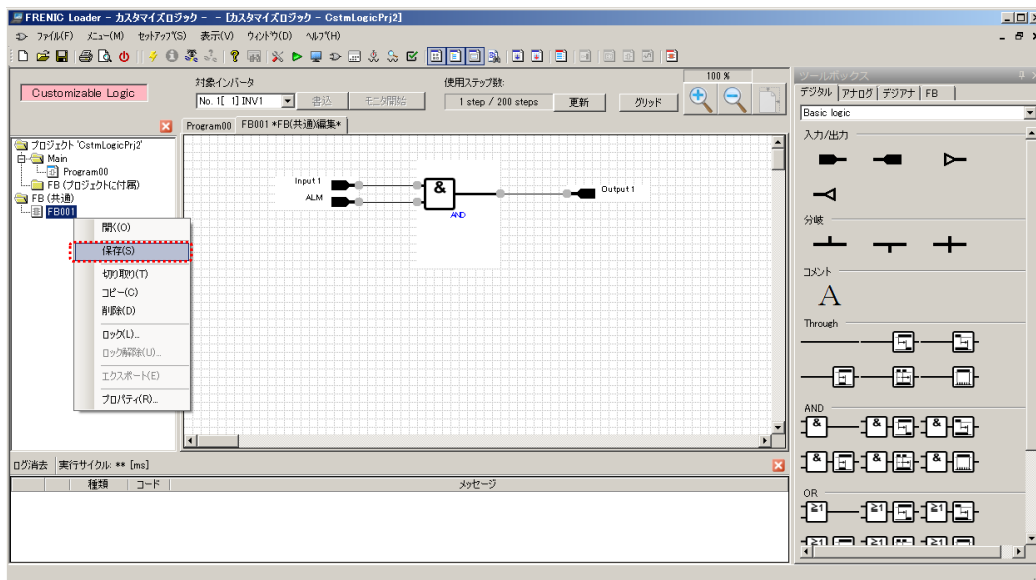 FRENIC Loader - カスタマイズロジック - - [カスタマイズロジック - CstmLogicPrj2]
ファイル(F) メニュー(M) セットアップ(S) 表示(V) ウィンドウ(D) ヘルプ(H)
Customizable Logic
対象インバータ
No. 1[ 1] INV1
書込
モニタ開始
使用ステップ数:
1 step / 200 steps
更新
グリッド
100 %
Program00
FB001 *FB(共通)編集*
プロジェクト 'CstmLogicPrj2'
Main
Program00
FB (プロジェクトに付属)
FB (共通)
FB001
開く(O)
保存(S)
切り取り(T)
コピー(C)
削除(D)
ロック(L)...
ロック解除(U)...
エクスポート(E)
プロパティ(R)...
Input1
ALM
&
AND
Output1
ツールボックス
デジタル アナログ デジアナ FB
Basic logic
入力/出力
分岐
コメント
A
Through
AND
& & &
& & &
OR
≧1 ≧1 ≧1
≧1 ≧1 ≧1
ログ消去 実行サイクル: ** [ms]
種類 コード メッセージ